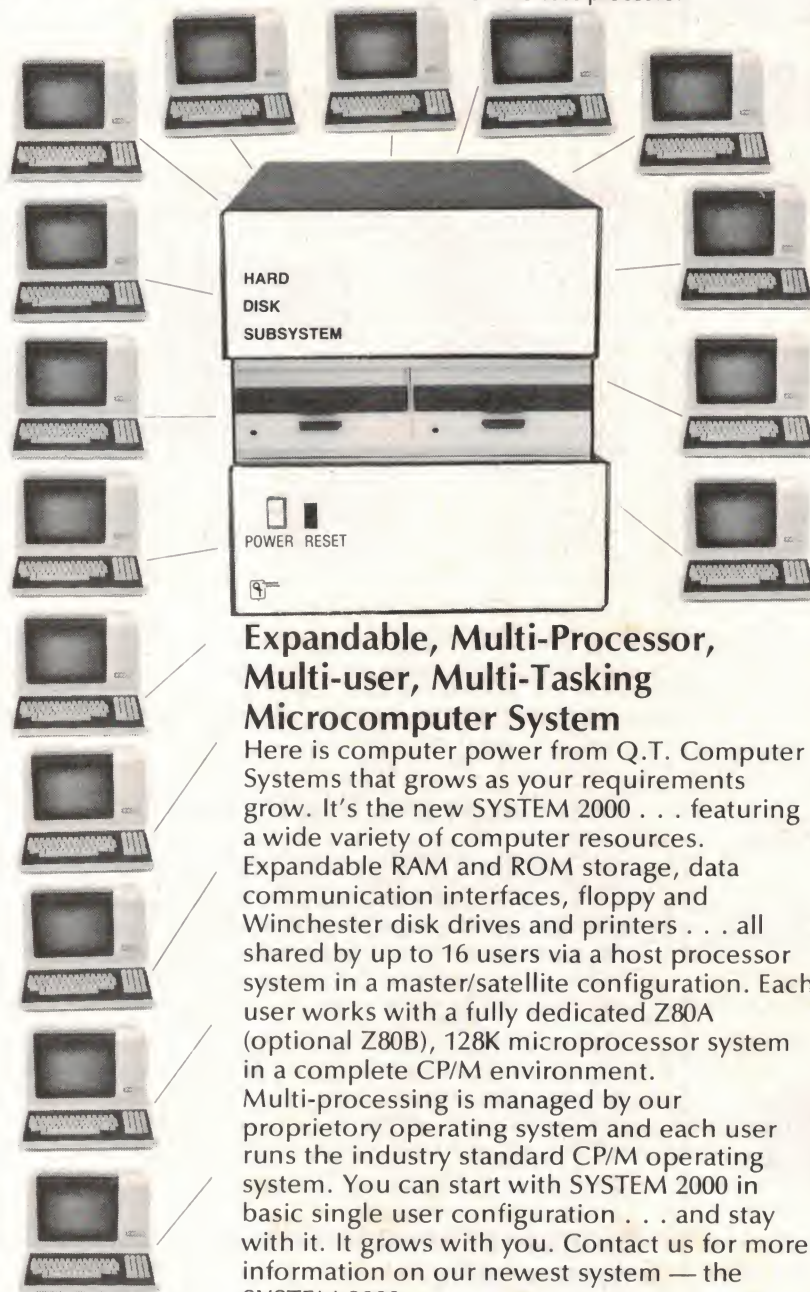 HARD
DISK
SUBSYSTEM
POWER RESET
Expandable, Multi-Processor,
Multi-user, Multi-Tasking
Microcomputer System
Here is computer power from Q.T. Computer
Systems that grows as your requirements
grow. It's the new SYSTEM 2000 . . . featuring
a wide variety of computer resources.
Expandable RAM and ROM storage, data
communication interfaces, floppy and
Winchester disk drives and printers . . . all
shared by up to 16 users via a host processor
system in a master/satellite configuration. Each
user works with a fully dedicated Z80A
(optional Z80B), 128K microprocessor system
in a complete CP/M environment.
Multi-processing is managed by our
proprietory operating system and each user
runs the industry standard CP/M operating
system. You can start with SYSTEM 2000 in
basic single user configuration . . . and stay
with it. It grows with you. Contact us for more
information on our newest system — the
SYSTEM 2000